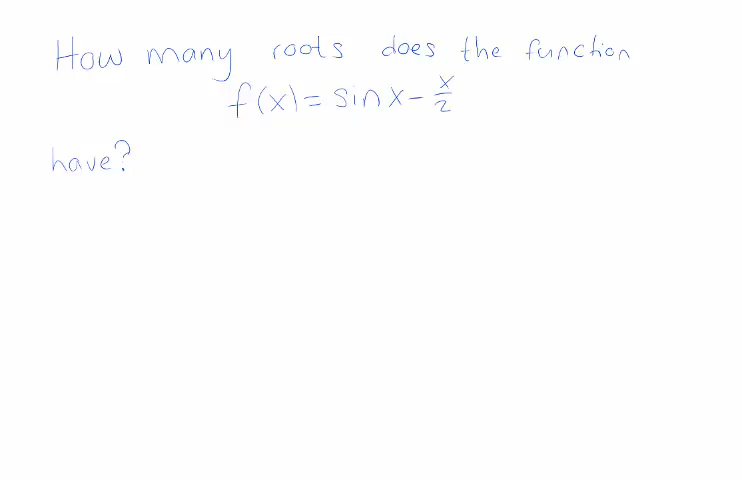 How many roots does the function
f(x) = sin x - x/2
have?